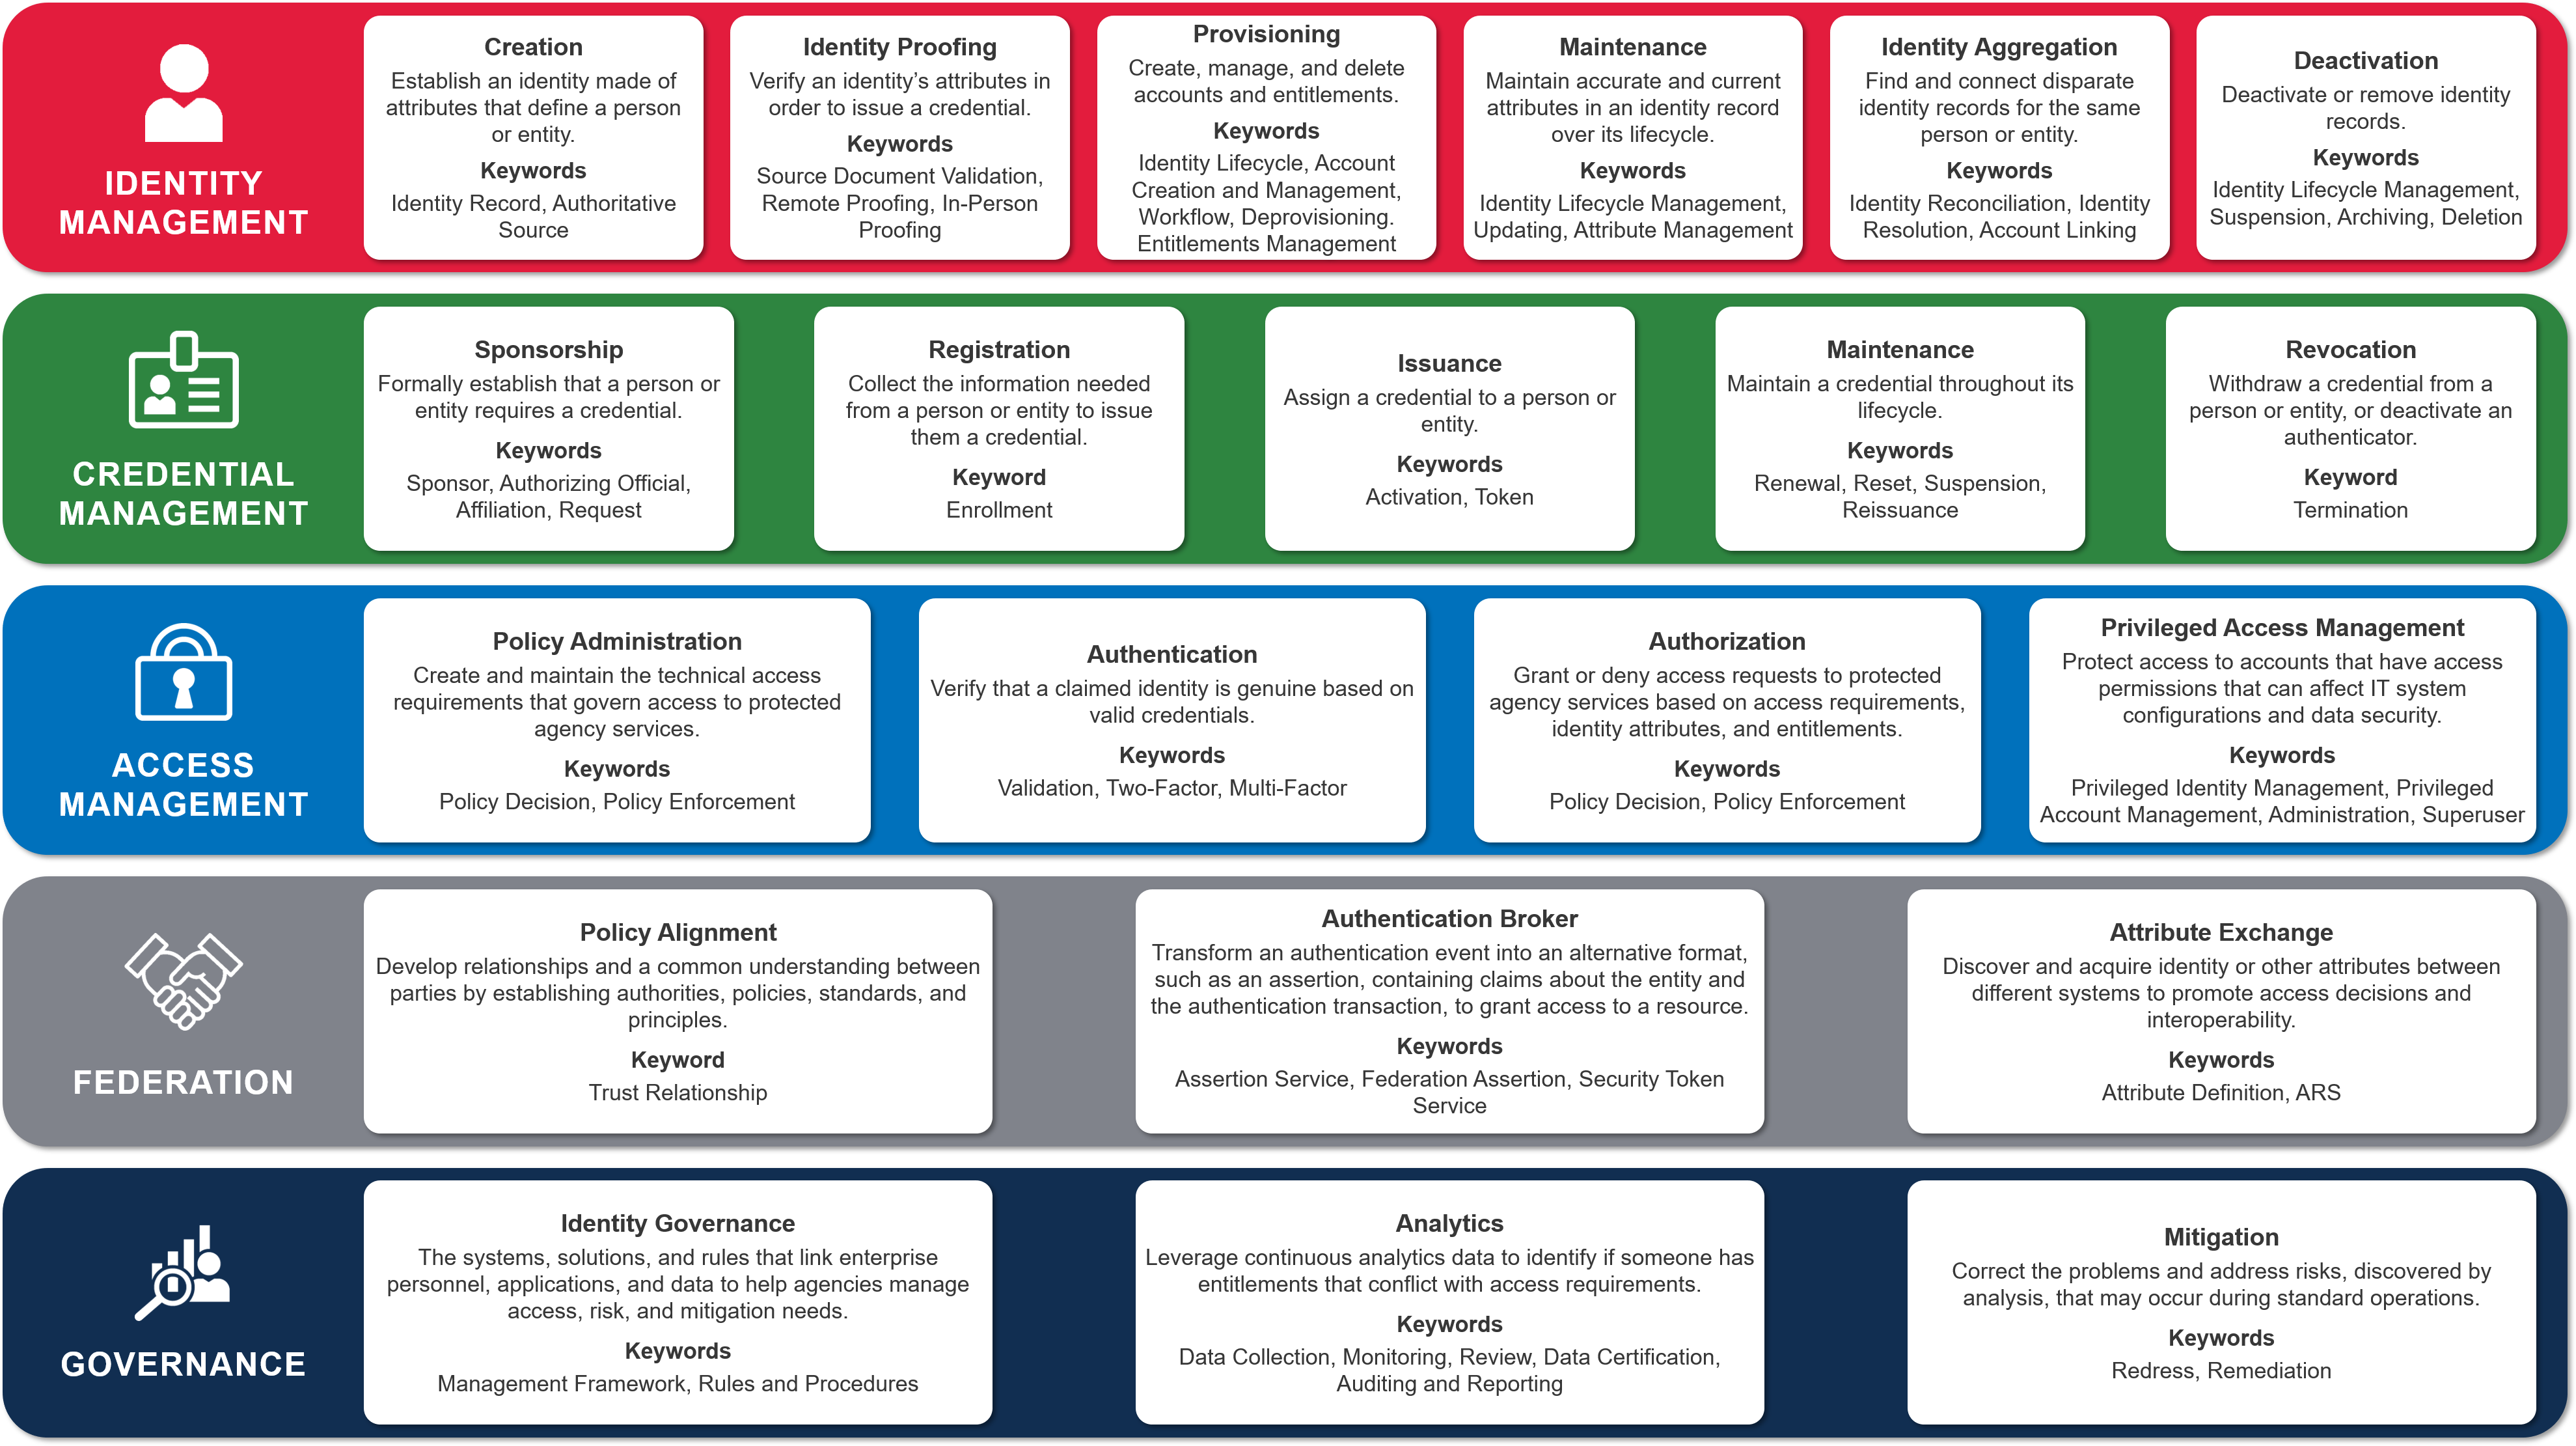 IDENTITY
MANAGEMENT
Creation
Establish an identity made of
attributes that define a person
or entity.
Keywords
Identity Record, Authoritative
Source
Identity Proofing
Verify an identity’s attributes in
order to issue a credential.
Keywords
Source Document Validation,
Remote Proofing, In-Person
Proofing
Provisioning
Create, manage, and delete
accounts and entitlements.
Keywords
Identity Lifecycle, Account
Creation and Management,
Workflow, Deprovisioning.
Entitlements Management
Maintenance
Maintain accurate and current
attributes in an identity record
over its lifecycle.
Keywords
Identity Lifecycle Management,
Updating, Attribute Management
Identity Aggregation
Find and connect disparate
identity records for the same
person or entity.
Keywords
Identity Reconciliation, Identity
Resolution, Account Linking
Deactivation
Deactivate or remove identity
records.
Keywords
Identity Lifecycle Management,
Suspension, Archiving, Deletion
CREDENTIAL
MANAGEMENT
Sponsorship
Formally establish that a person or
entity requires a credential.
Keywords
Sponsor, Authorizing Official,
Affiliation, Request
Registration
Collect the information needed
from a person or entity to issue
them a credential.
Keyword
Enrollment
Issuance
Assign a credential to a person or
entity.
Keywords
Activation, Token
Maintenance
Maintain a credential throughout its
lifecycle.
Keywords
Renewal, Reset, Suspension,
Reissuance
Revocation
Withdraw a credential from a
person or entity, or deactivate an
authenticator.
Keyword
Termination
ACCESS
MANAGEMENT
Policy Administration
Create and maintain the technical access
requirements that govern access to protected
agency services.
Keywords
Policy Decision, Policy Enforcement
Authentication
Verify that a claimed identity is genuine based on
valid credentials.
Keywords
Validation, Two-Factor, Multi-Factor
Authorization
Grant or deny access requests to protected
agency services based on access requirements,
identity attributes, and entitlements.
Keywords
Policy Decision, Policy Enforcement
Privileged Access Management
Protect access to accounts that have access
permissions that can affect IT system
configurations and data security.
Keywords
Privileged Identity Management, Privileged
Account Management, Administration, Superuser
FEDERATION
Policy Alignment
Develop relationships and a common understanding between
parties by establishing authorities, policies, standards, and
principles.
Keyword
Trust Relationship
Authentication Broker
Transform an authentication event into an alternative format,
such as an assertion, containing claims about the entity and
the authentication transaction, to grant access to a resource.
Keywords
Assertion Service, Federation Assertion, Security Token
Service
Attribute Exchange
Discover and acquire identity or other attributes between
different systems to promote access decisions and
interoperability.
Keywords
Attribute Definition, ARS
GOVERNANCE
Identity Governance
The systems, solutions, and rules that link enterprise
personnel, applications, and data to help agencies manage
access, risk, and mitigation needs.
Keywords
Management Framework, Rules and Procedures
Analytics
Leverage continuous analytics data to identify if someone has
entitlements that conflict with access requirements.
Keywords
Data Collection, Monitoring, Review, Data Certification,
Auditing and Reporting
Mitigation
Correct the problems and address risks, discovered by
analysis, that may occur during standard operations.
Keywords
Redress, Remediation